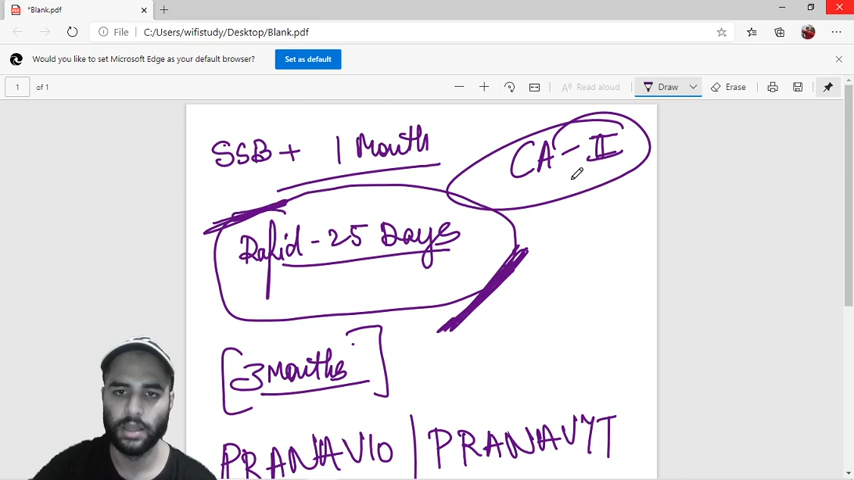 *Blank.pdf
File C:/Users/wifistudy/Desktop/Blank.pdf
Would you like to set Microsoft Edge as your default browser? Set as default
1 of 1 Read aloud Draw Erase
SSB + 1 Month
CA - II
Rapid - 25 Days
[3 Months]
PRANAV10 | PRANAVYT